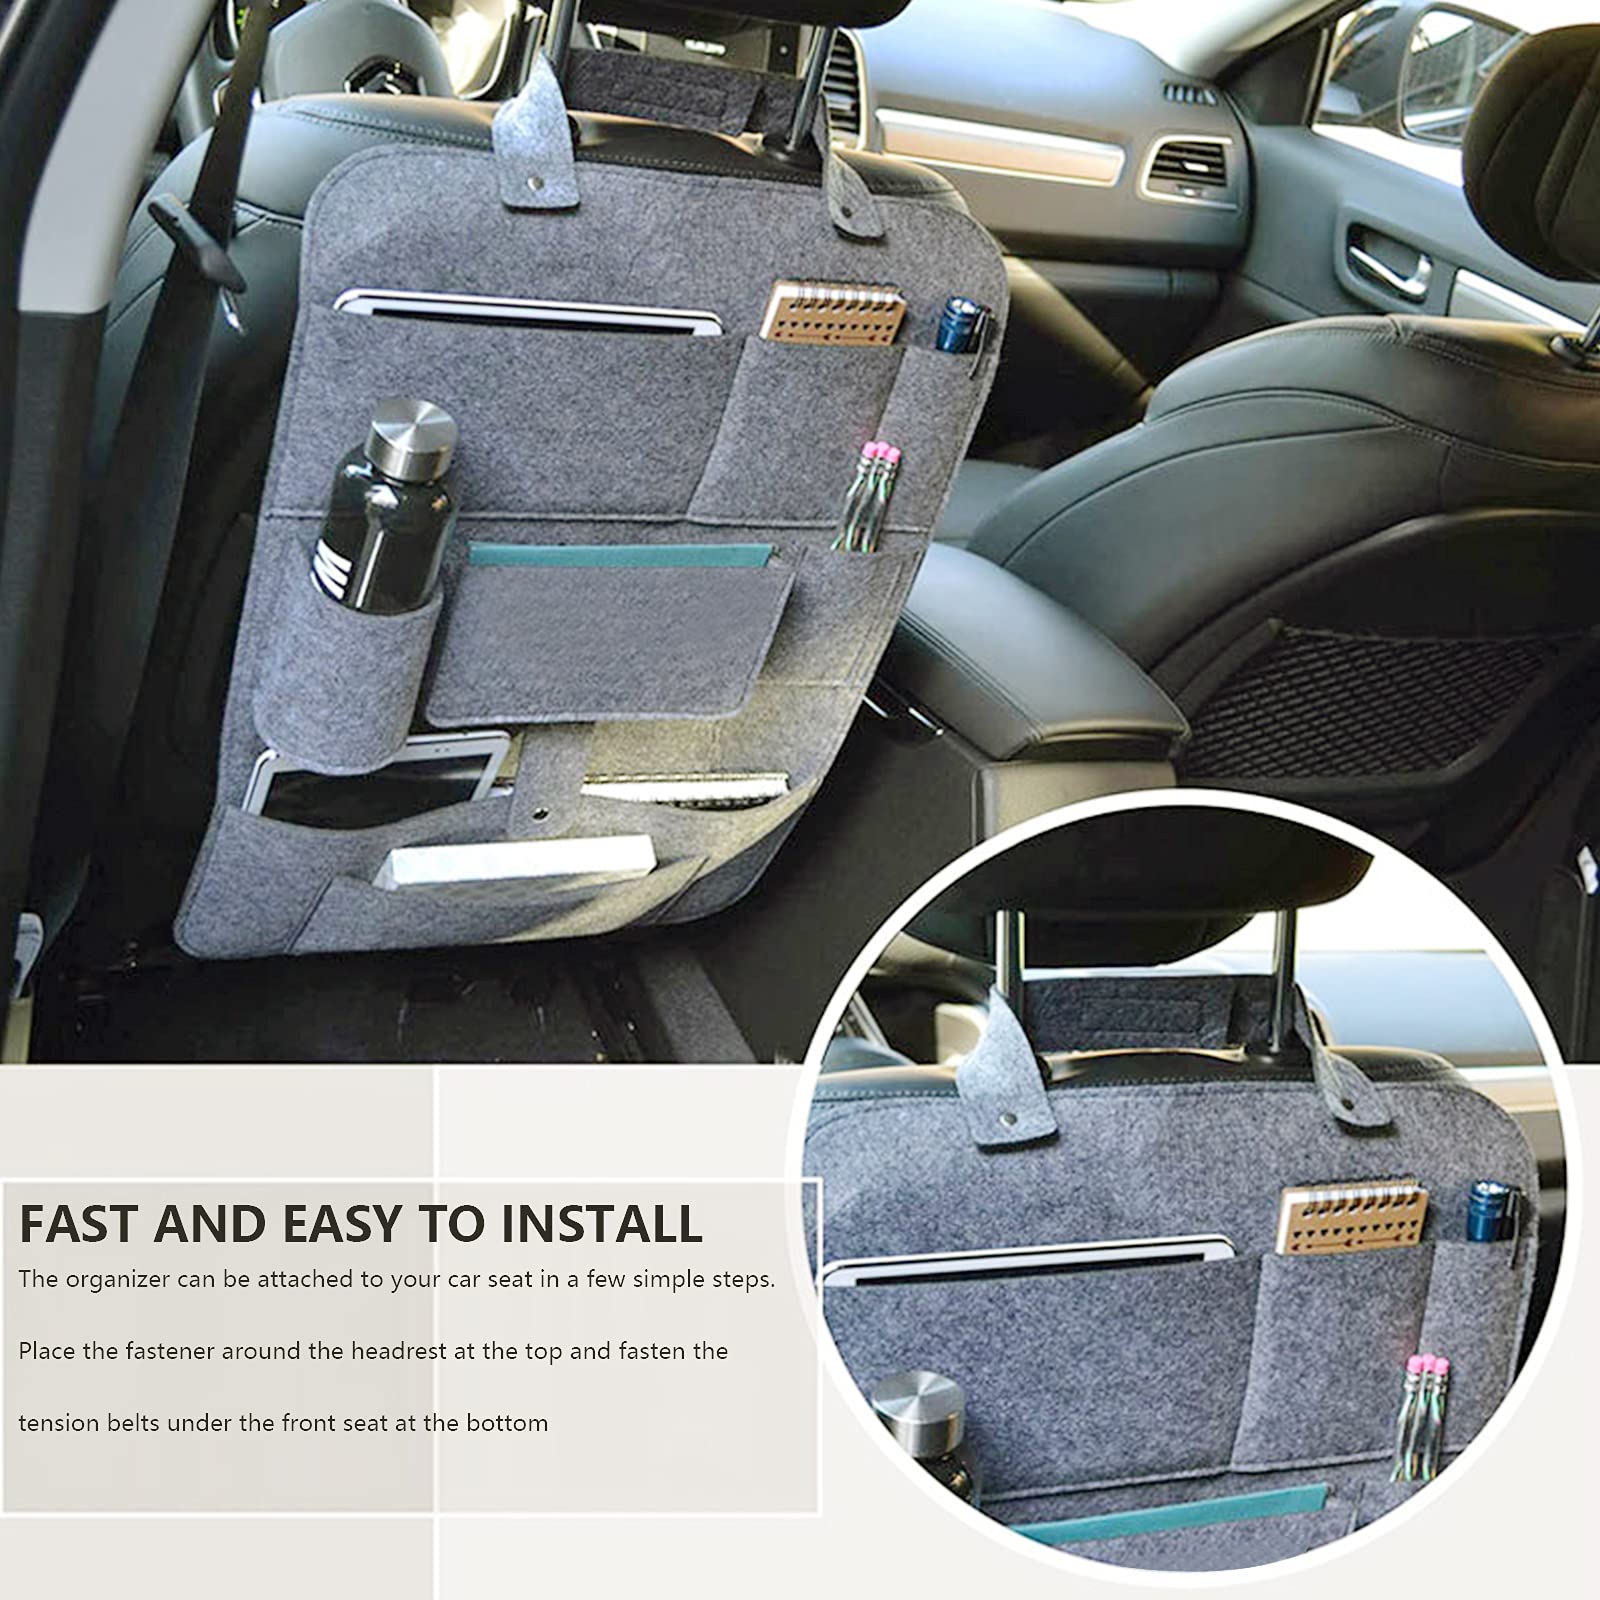 FAST AND EASY TO INSTALL
The organizer can be attached to your car seat in a few simple steps.
Place the fastener around the headrest at the top and fasten the
tension belts under the front seat at the bottom
M